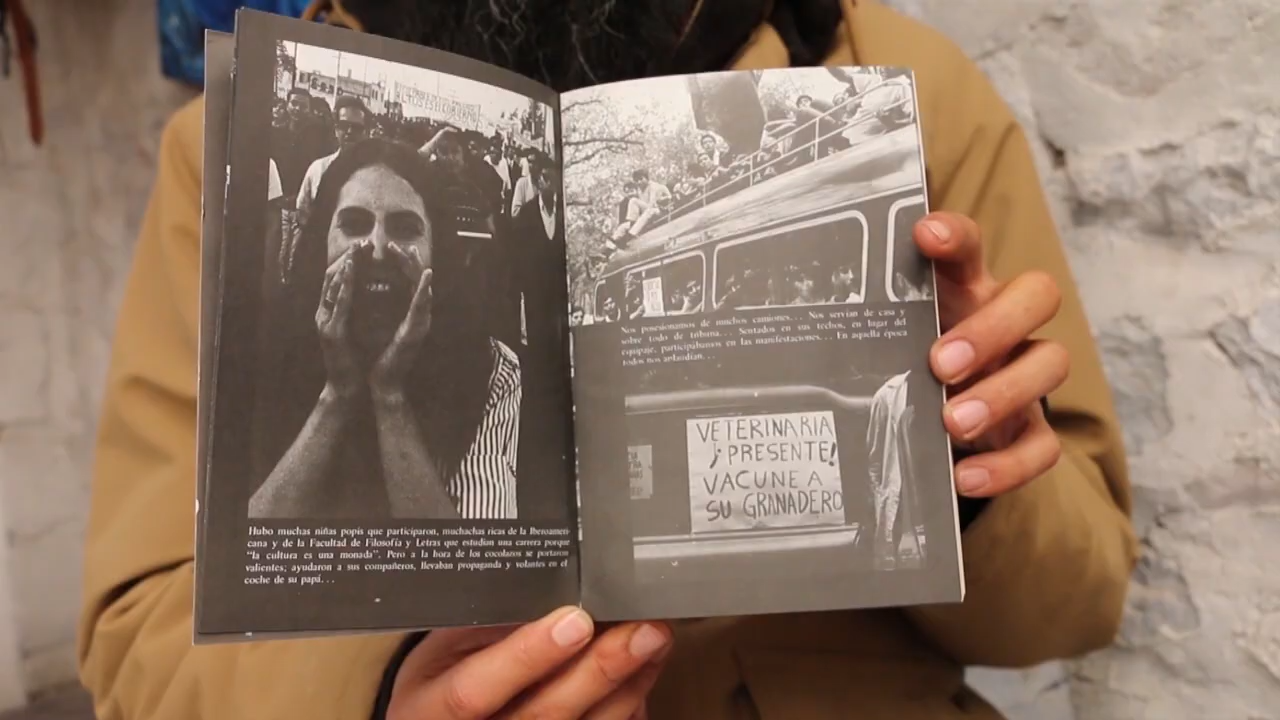 Hubo muchas niñas popis que participaron, muchachas ricas de la Iberoameri-
cana y de la Facultad de Filosofía y Letras que estudian una carrera porque
"la cultura es una monada". Pero a la hora de los cocolazos se portaron
valientes; ayudaron a sus compañeros, llevaban propaganda y volantes en el
coche de su papá...
Nos posesionamos de muchos camiones... Nos servían de casa y
sobre todo de tribuna... Sentados en sus techos, en lugar del
equipaje, participábamos en las manifestaciones... En aquella época
todos nos aplaudían...
VETERINARIA
¡PRESENTE!
VACUNE A
SU GRANADERO